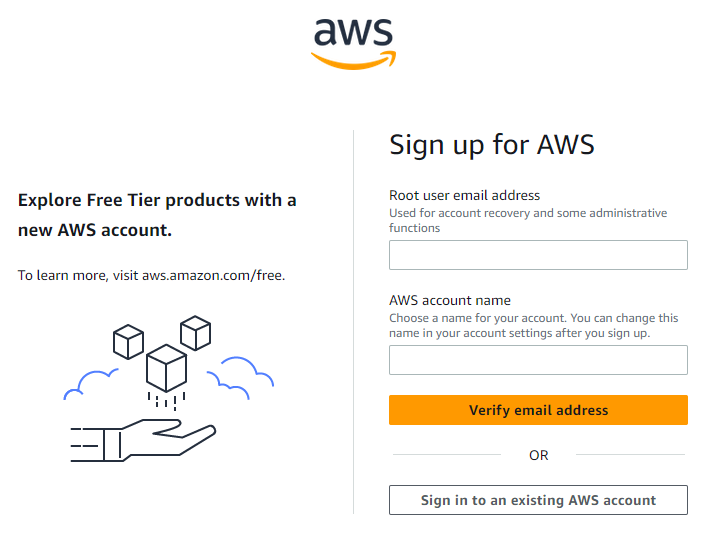 aws
Explore Free Tier products with a
new AWS account.
To learn more, visit aws.amazon.com/free.
Sign up for AWS
Root user email address
Used for account recovery and some administrative
functions
AWS account name
Choose a name for your account. You can change this
name in your account settings after you sign up.
Verify email address
OR
Sign in to an existing AWS account